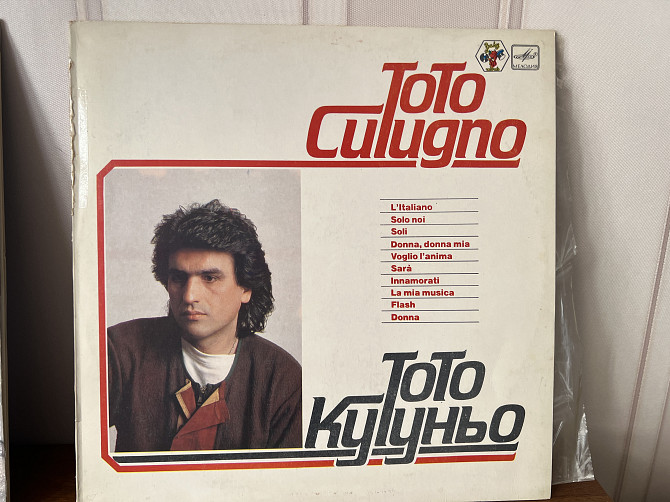 МЕЛОДИЯ
Toto
Cutugno
L'Italiano
Solo noi
Soli
Donna, donna mia
Voglio l'anima
Sarà
Innamorati
La mia musica
Flash
Donna
Тото
Кутуньо